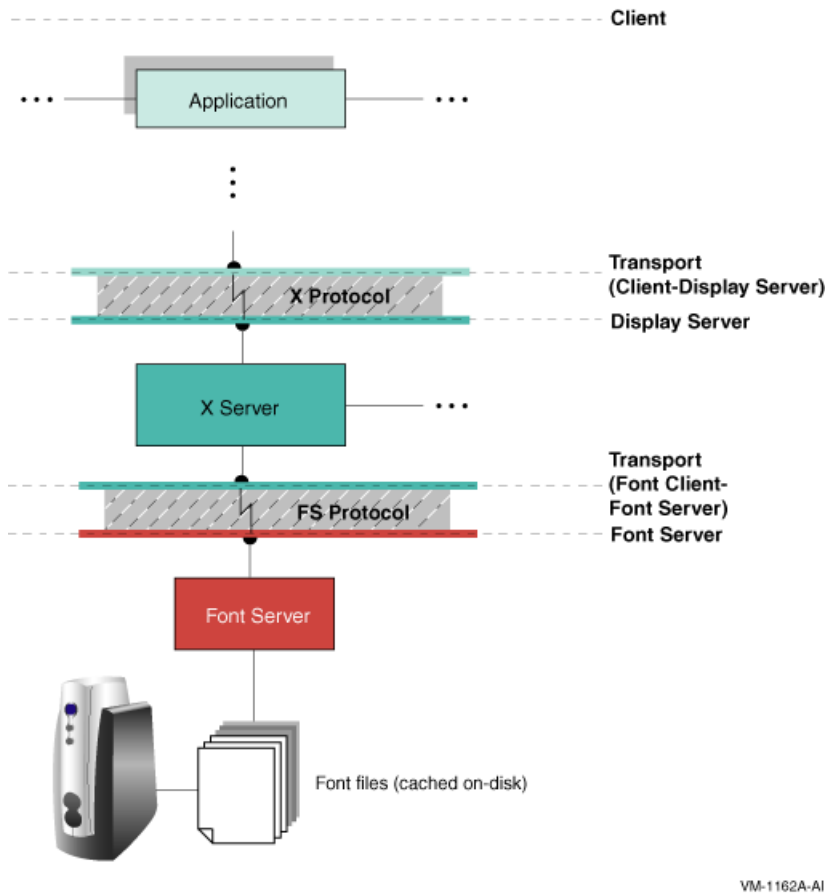 Client
Application
Transport
(Client-Display Server)
X Protocol
Display Server
X Server
Transport
(Font Client-
Font Server)
FS Protocol
Font Server
Font Server
Font files (cached on-disk)
VM-1162A-AI